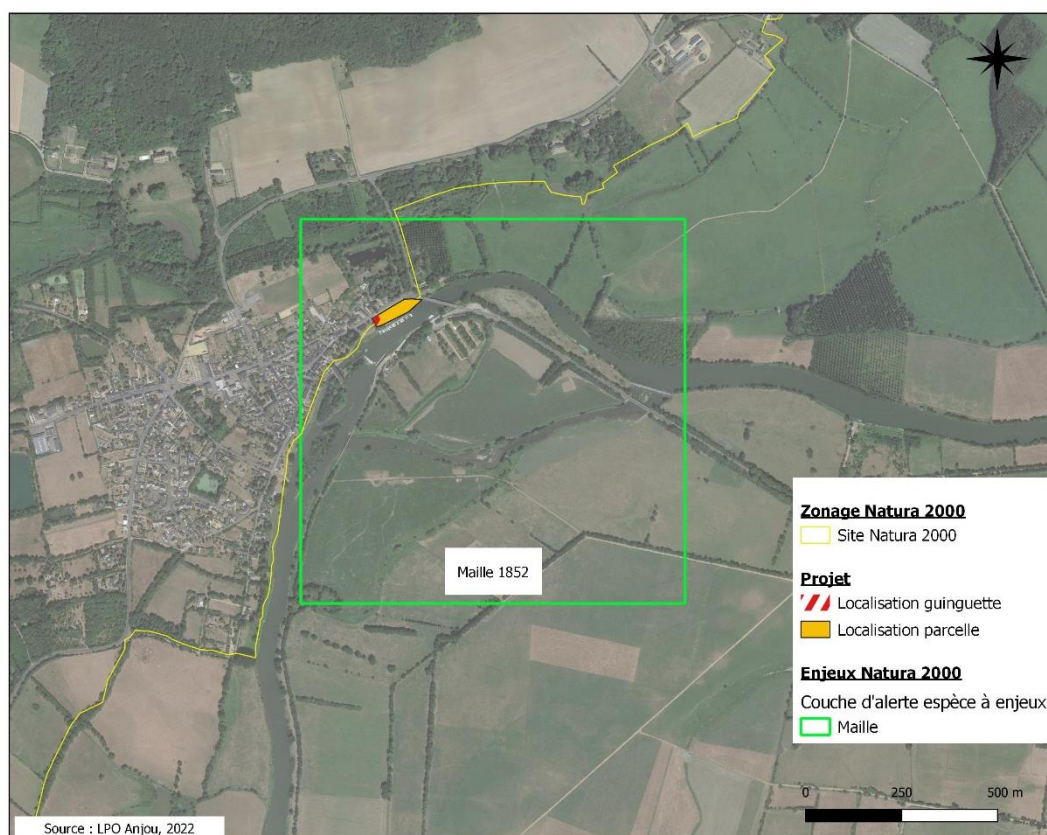 Maille 1852
Zonage Natura 2000
Site Natura 2000
Projet
Localisation guinguette
Localisation parcelle
Enjeux Natura 2000
Couche d'alerte espèce à enjeux
Maille
0 250 500 m
Source : LPO Anjou, 2022